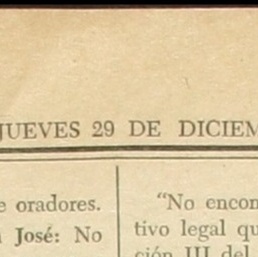 JUEVES 29 DE DICIEM
e oradores.
José: No
"No encon
tivo legal qu
ción III del